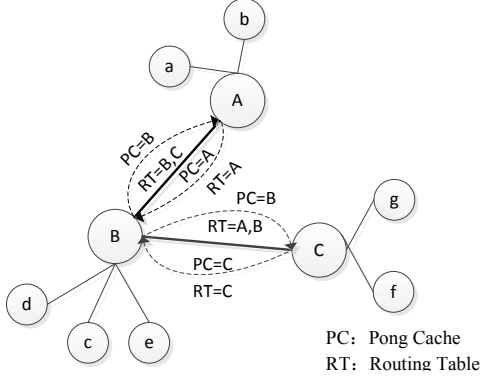 b
a
A
PC=B
RT=B,C
PC=A
RT=A
g
PC=B
RT=A,B
B
C
PC=C
RT=C
d
f
c
e
PC: Pong Cache
RT: Routing Table